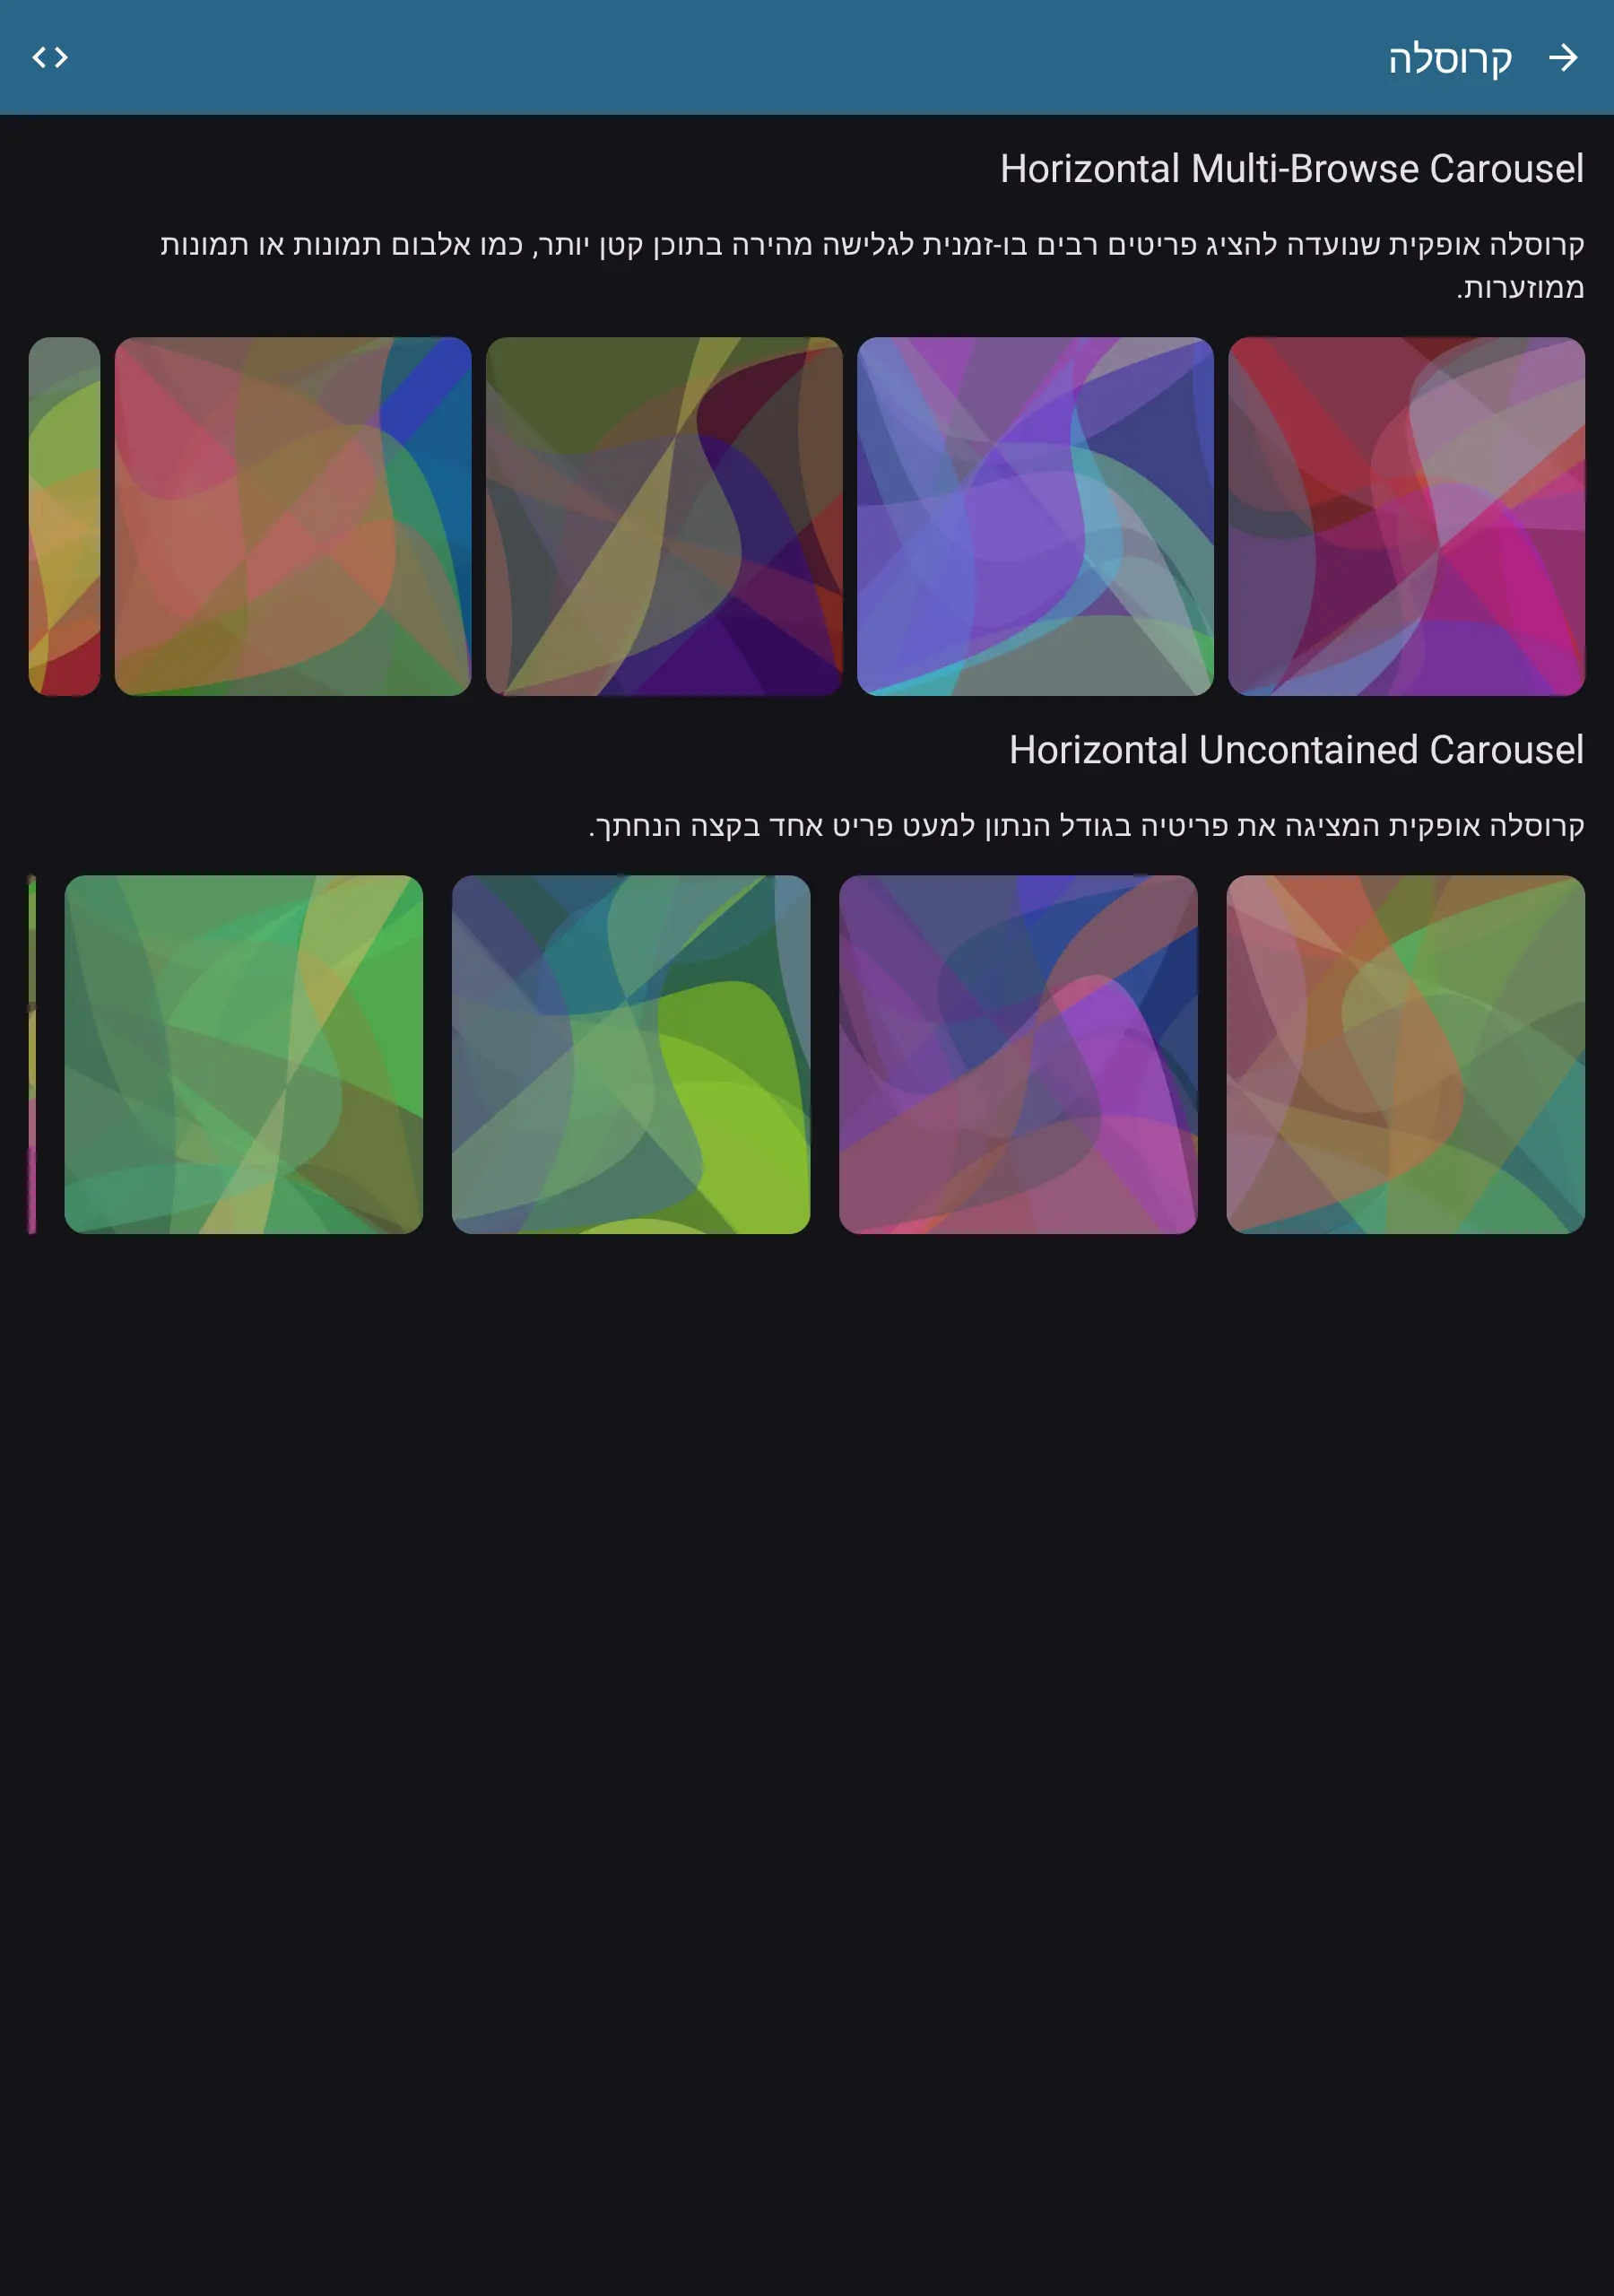 קרוסלה
Horizontal Multi-Browse Carousel
קרוסלה אופקית שנועדה להציג פריטים רבים בו-זמנית לגלישה מהירה בתוכן קטן יותר, כמו אלבום תמונות או תמונות
ממוזערות.
Horizontal Uncontained Carousel
קרוסלה אופקית המציגה את פריטיה בגודל הנתון למעט פריט אחד בקצה הנחתך.